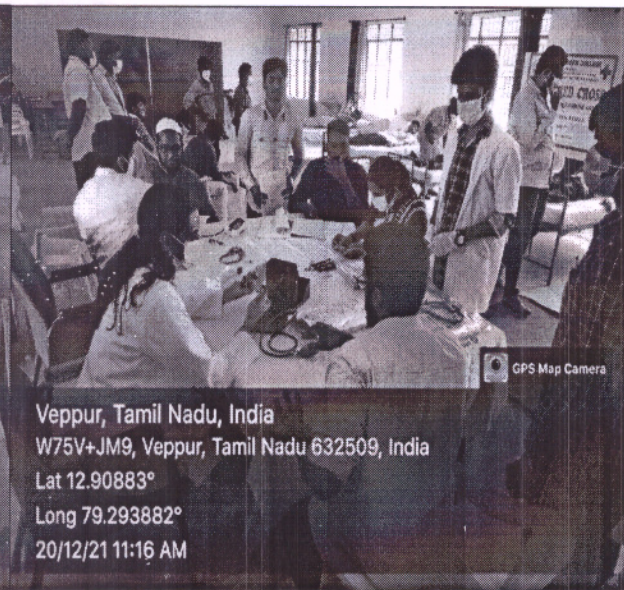 CROSS
GPS Map Camera
Veppur, Tamil Nadu, India
W75V+JM9, Veppur, Tamil Nadu 632509, India
Lat 12.90883°
Long 79.293882°
20/12/21 11:16 AM